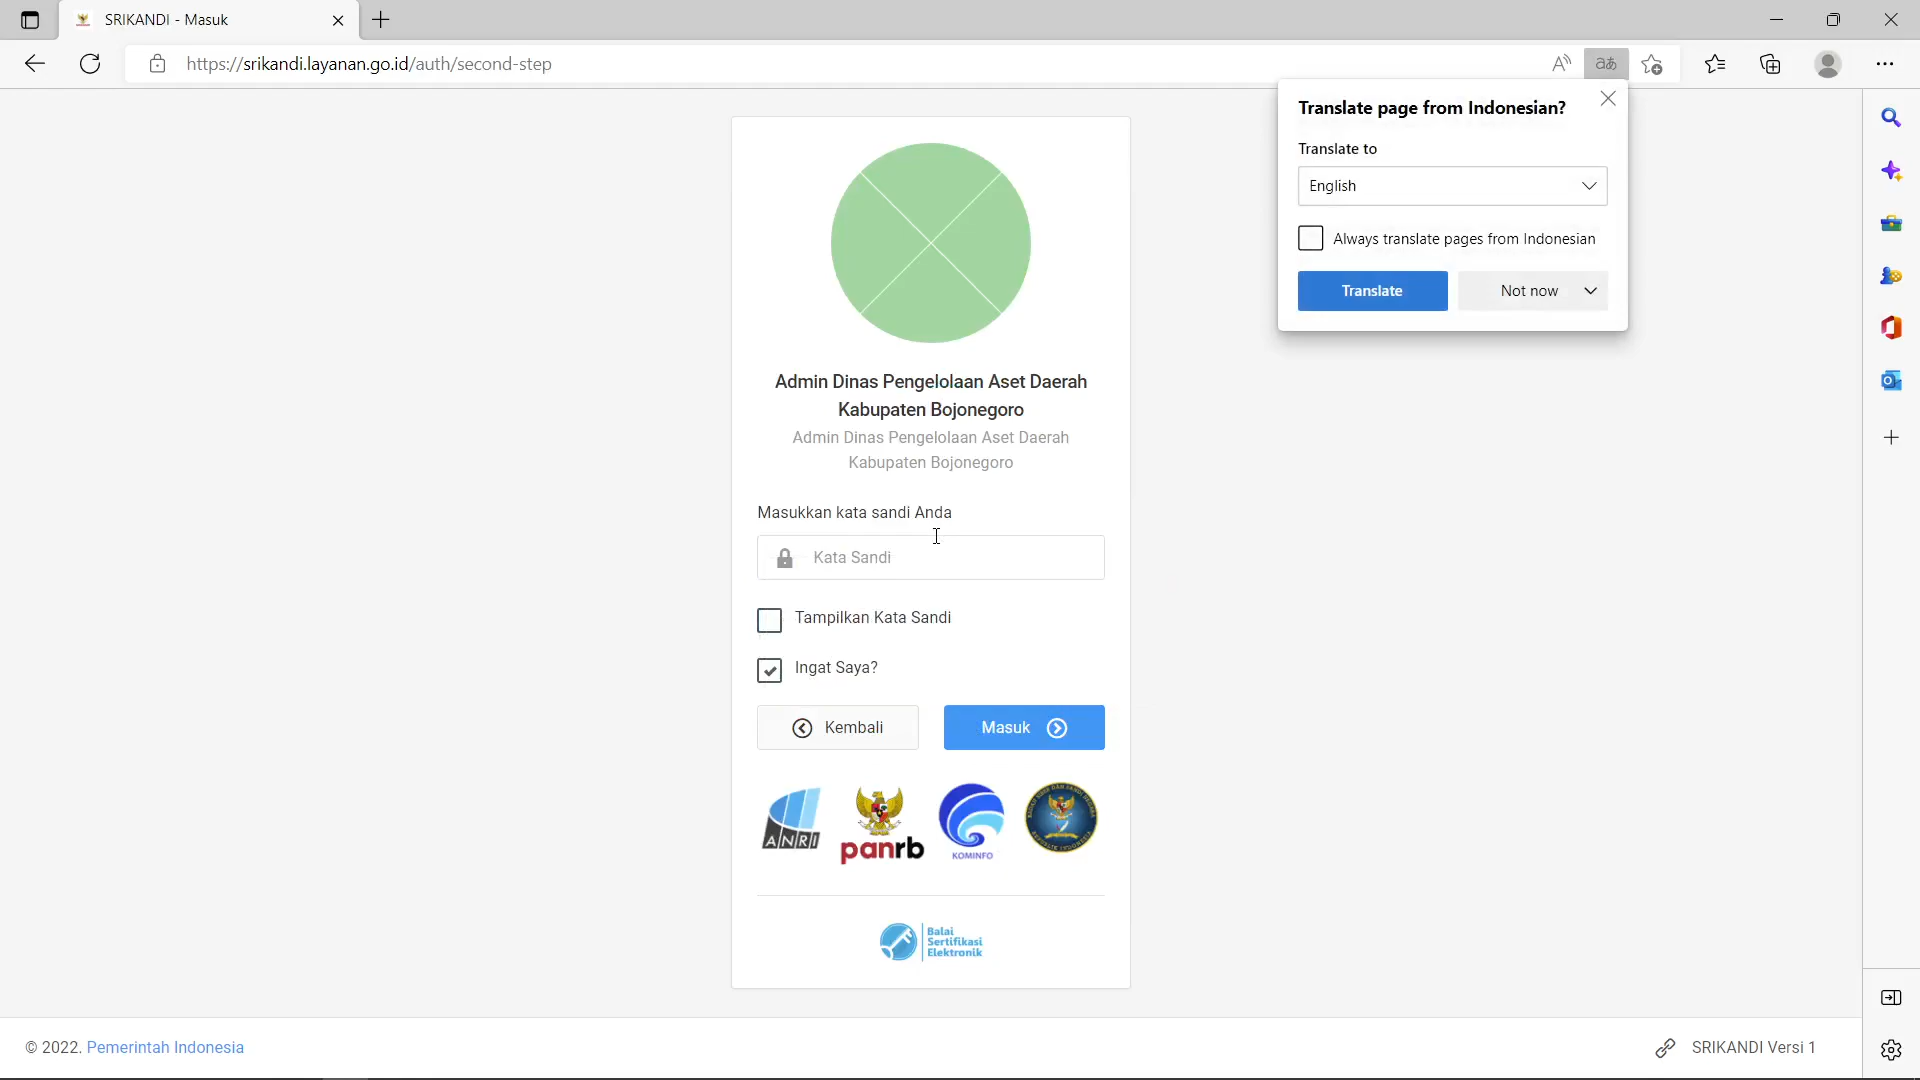 SRIKANDI - Masuk
https://srikandi.layanan.go.id/auth/second-step
Translate page from Indonesian?
Translate to
English
Always translate pages from Indonesian
Translate
Not now
Admin Dinas Pengelolaan Aset Daerah
Kabupaten Bojonegoro
Admin Dinas Pengelolaan Aset Daerah
Kabupaten Bojonegoro
Masukkan kata sandi Anda
Kata Sandi
Tampilkan Kata Sandi
Ingat Saya?
Kembali
Masuk
ANRI
panrb
KOMINFO
Balai
Sertifikasi
Elektronik
© 2022. Pemerintah Indonesia
SRIKANDI Versi 1